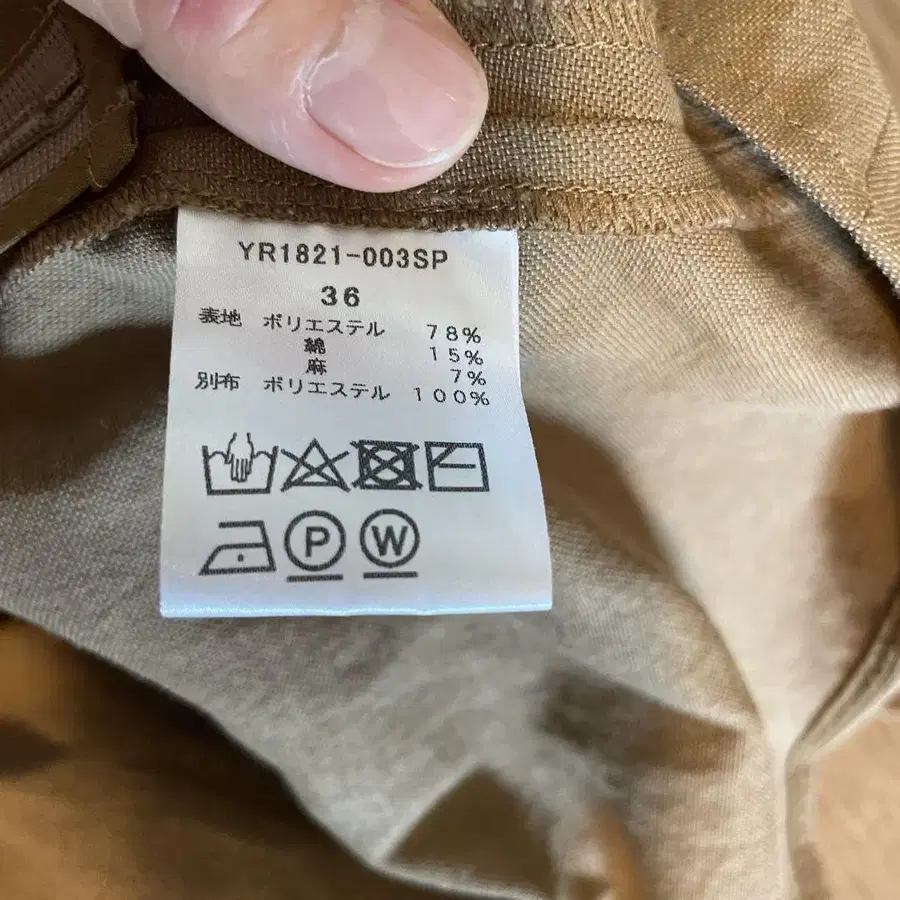 YR1821-003SP
36
表地 ポリエステル 78%
綿 15%
麻 7%
別布 ポリエステル 100%
P W